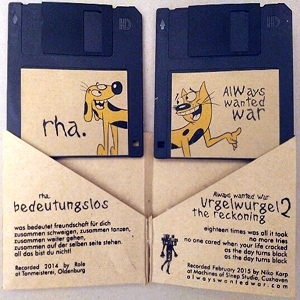 HD
rha.
HD
AlWays
wanted
war
rha.
bedeutungslos
was bedeutet freundschaft für dich
zusammen schweigen, zusammen tanzen,
zusammen weiter gehen,
zusammen auf der selben seite stehen.
all das bist du nicht!
Recorded 2014 at Role
at Tonmeisterei, Oldenburg
Always wanted war
Urgelwurgel2
the reckoning
eighteen times was all it took
no more tries
no one cared when your life cracked
as the day turns black
as the day turns black
Recorded February 2015 by Niko Karp
at Machines of Sleep Studio, Cuxhaven
alwayswantedwar.com